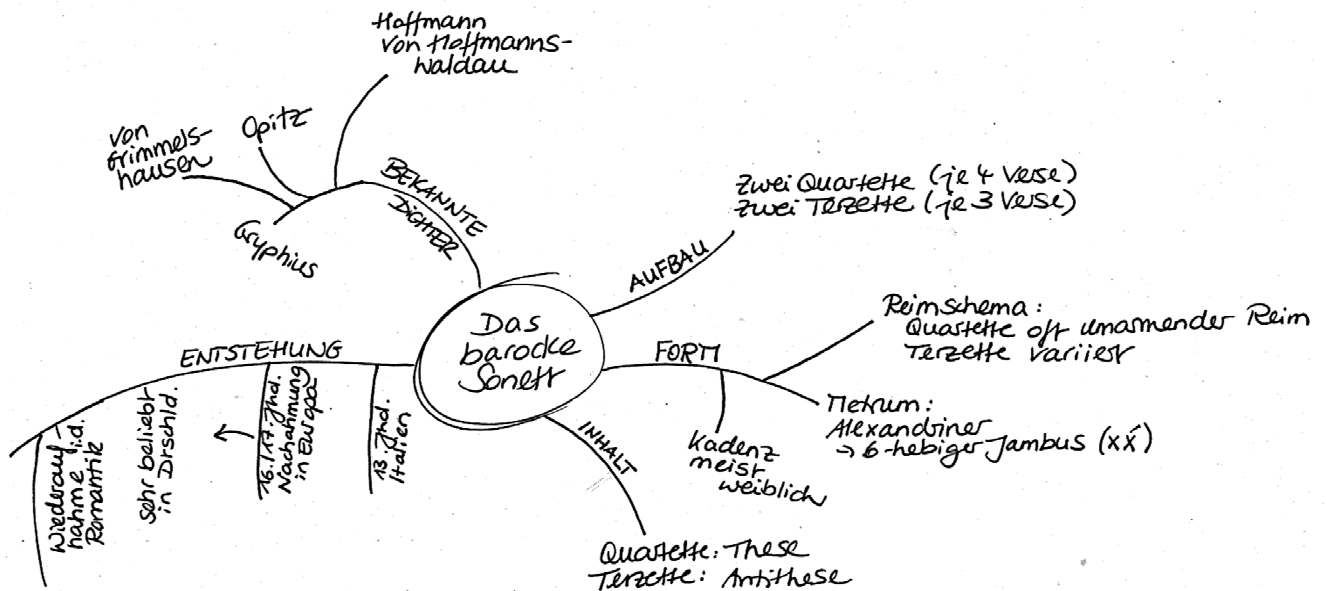 Das
barocke
Sonett
BEKANNTE
DICHTER
Hoffmann
von Hoffmanns-
waldau
Opitz
von
Grimmels-
hausen
Gryphius
AUFBAU
Zwei Quartette (je 4 Verse)
Zwei Terzette (je 3 Verse)
FORM
Reimschema:
Quartette oft umarmender Reim
Terzette variiert
Metrum:
Alexandriner
→ 6-hebiger Jambus (xx́)
Kadenz
meist
weiblich
INHALT
Quartette: These
Terzette: Antithese
ENTSTEHUNG
13. Jhd.
Italien
16./17. Jhd.
Nachahmung
in Europa
sehr beliebt
in Dtschld.
Wiederauf-
nahme i.d.
Romantik